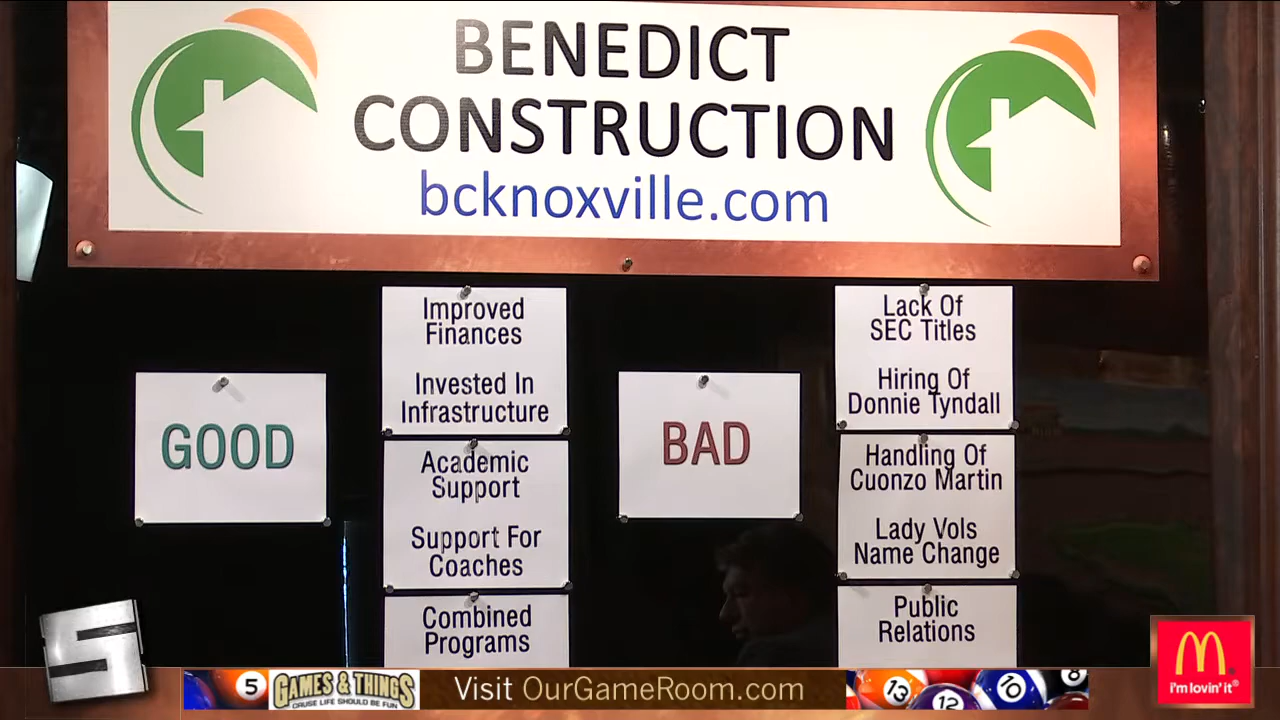 BENEDICT
CONSTRUCTION
bcknoxville.com
GOOD
Improved
Finances
Invested In
Infrastructure
Academic
Support
Support For
Coaches
Combined
Programs
BAD
Lack Of
SEC Titles
Hiring Of
Donnie Tyndall
Handling Of
Cuonzo Martin
Lady Vols
Name Change
Public
Relations
5
5
GAMES & THINGS
CAUSE LIFE SHOULD BE FUN
Visit OurGameRoom.com
13
12
10
8
M
i'm lovin' it®